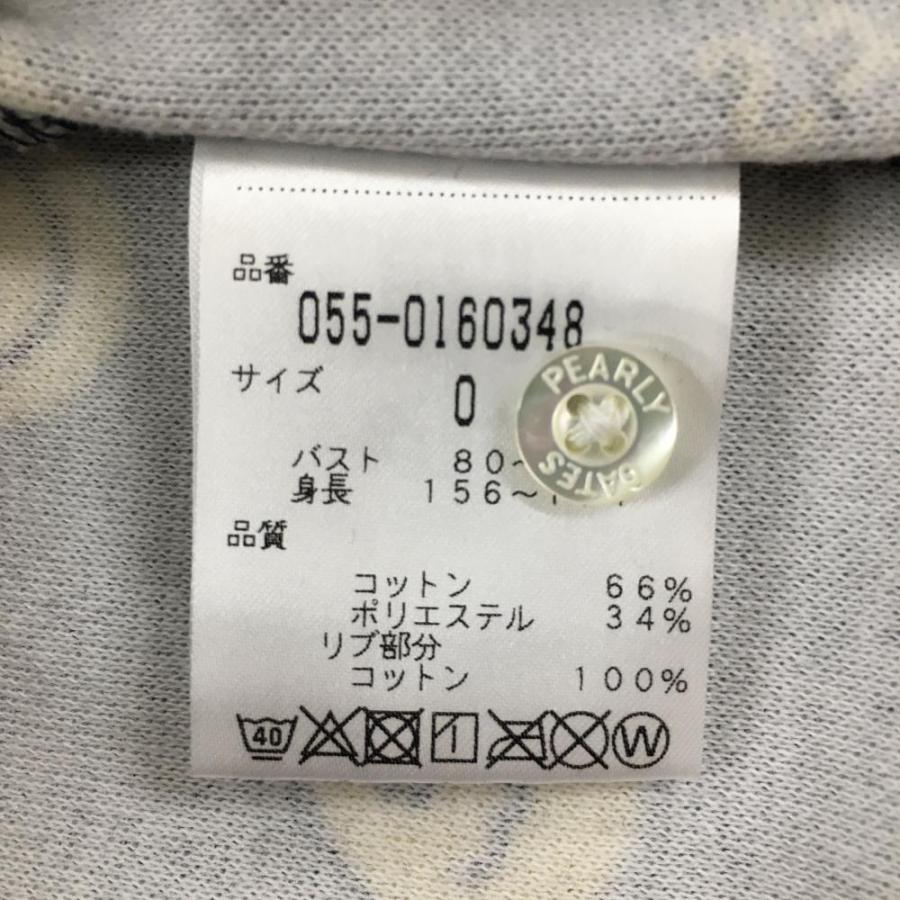 品番
055-0160348
サイズ
0
PEARLY
GATES
バスト 80~
身長 156~
品質
コットン 66%
ポリエステル 34%
リブ部分
コットン 100%
40
W